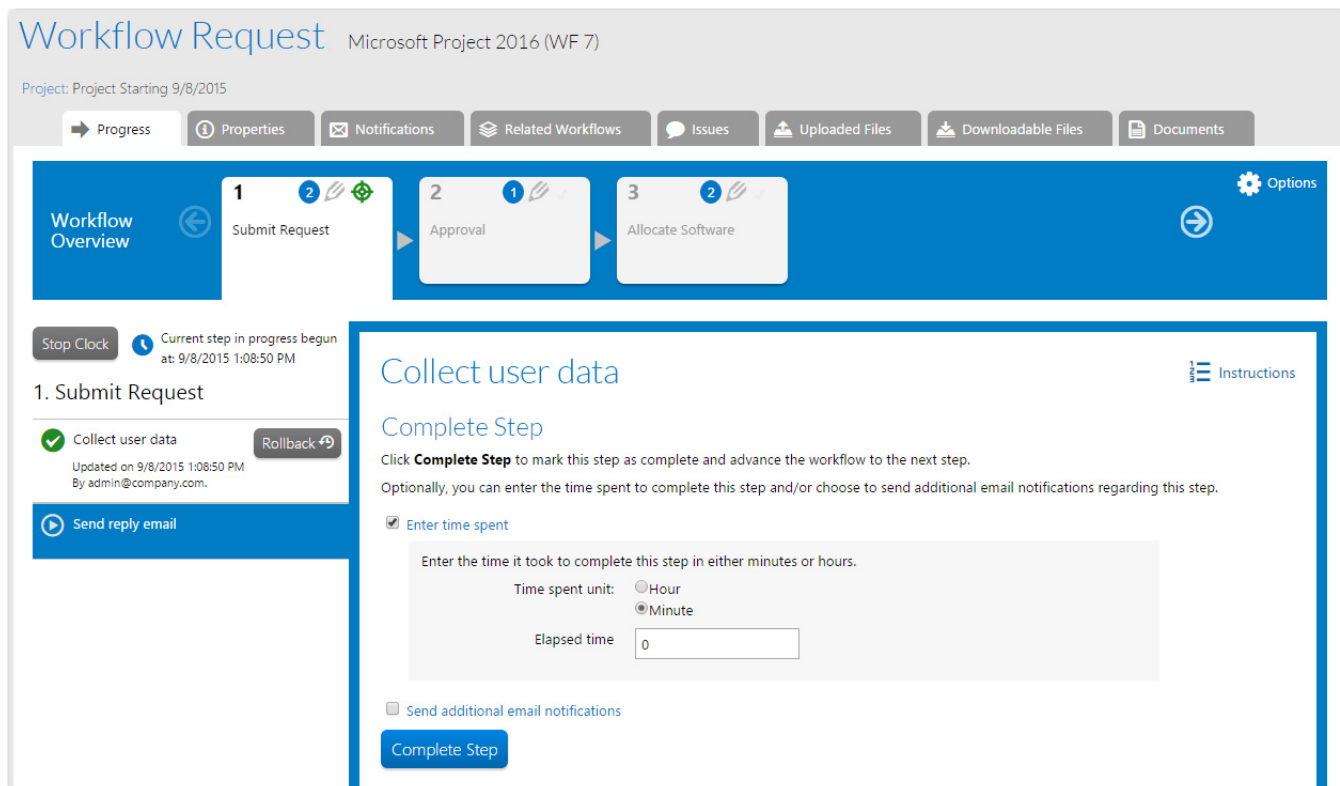 Workflow Request Microsoft Project 2016 (WF 7)
Project: Project Starting 9/8/2015
Progress Properties Notifications Related Workflows Issues Uploaded Files Downloadable Files Documents
Workflow Overview
1 2
Submit Request
2 1
Approval
3 2
Allocate Software
Options
Stop Clock
Current step in progress begun
at: 9/8/2015 1:08:50 PM
1. Submit Request
Collect user data
Rollback
Updated on 9/8/2015 1:08:50 PM
By admin@company.com.
Send reply email
Collect user data
Instructions
Complete Step
Click Complete Step to mark this step as complete and advance the workflow to the next step.
Optionally, you can enter the time spent to complete this step and/or choose to send additional email notifications regarding this step.
Enter time spent
Enter the time it took to complete this step in either minutes or hours.
Time spent unit: Hour
Minute
Elapsed time 0
Send additional email notifications
Complete Step